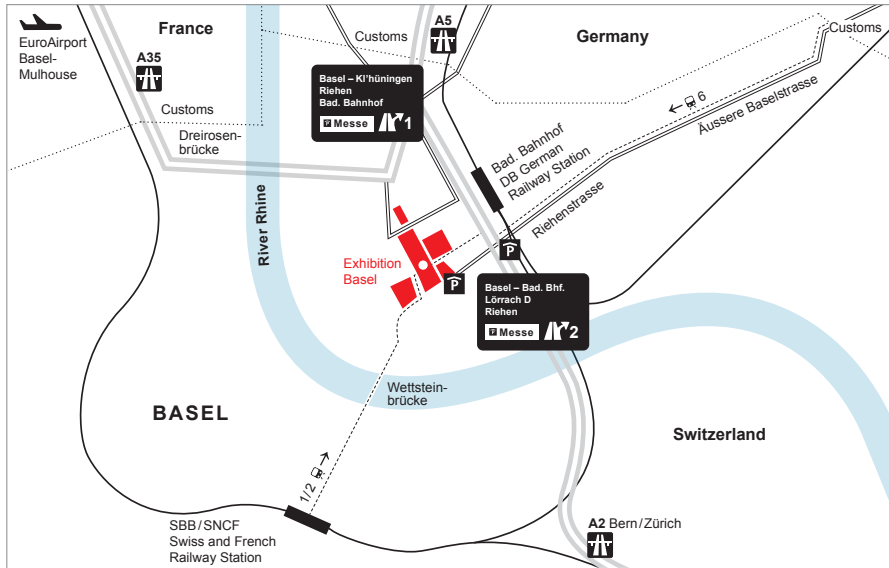 France
A5
Customs
Germany
Customs
EuroAirport
Basel-
Mulhouse
A35
Basel – Kl'hüningen
Riehen
Bad. Bahnhof
P Messe 1
6
Äussere Baselstrasse
Customs
Dreirosen-
brücke
Bad. Bahnhof
DB German
Railway Station
River Rhine
Riehenstrasse
P
Exhibition
Basel
P
Basel – Bad. Bhf.
Lörrach D
Riehen
P Messe 2
Wettstein-
brücke
BASEL
Switzerland
1/2
SBB/SNCF
Swiss and French
Railway Station
A2 Bern/Zürich